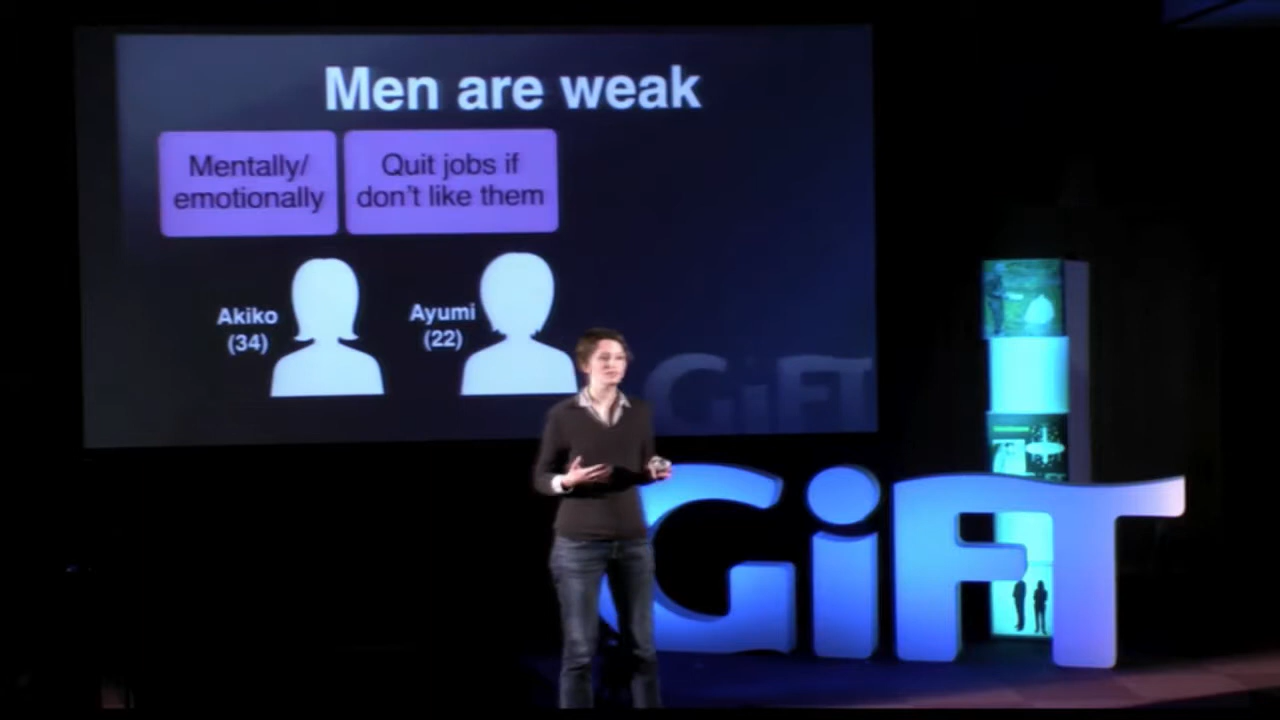 Men are weak
Mentally/
emotionally
Quit jobs if
don't like them
Akiko
(34)
Ayumi
(22)
GiFT
GiFT